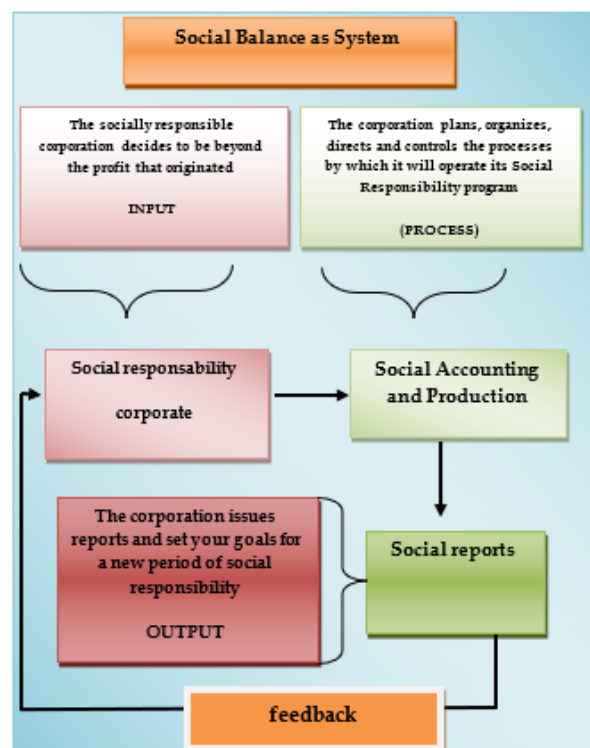 Social Balance as System
The socially responsible
corporation decides to be beyond
the profit that originated
INPUT
The corporation plans, organizes,
directs and controls the processes
by which it will operate its Social
Responsibility program
(PROCESS)
Social responsability
corporate
Social Accounting
and Production
The corporation issues
reports and set your goals for
a new period of social
responsibility
OUTPUT
Social reports
feedback